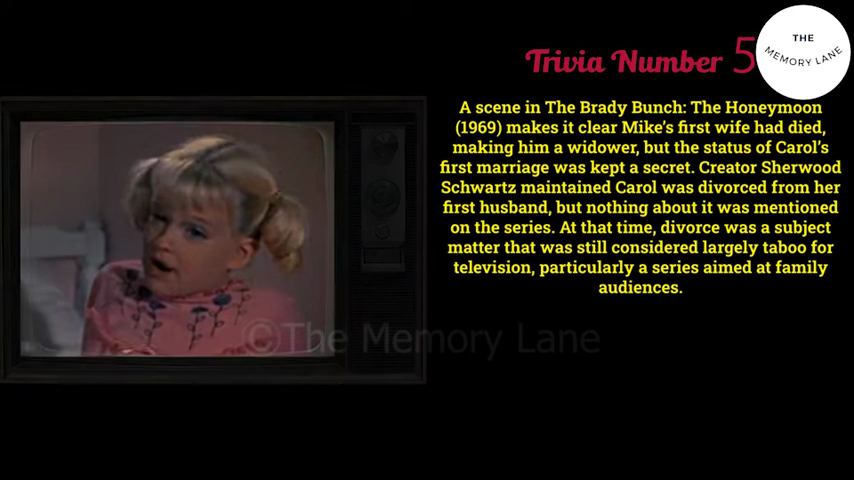 Trivia Number 5
THE
MEMORY LANE
A scene in The Brady Bunch: The Honeymoon
(1969) makes it clear Mike's first wife had died,
making him a widower, but the status of Carol's
first marriage was kept a secret. Creator Sherwood
Schwartz maintained Carol was divorced from her
first husband, but nothing about it was mentioned
on the series. At that time, divorce was a subject
matter that was still considered largely taboo for
television, particularly a series aimed at family
audiences.
©The Memory Lane